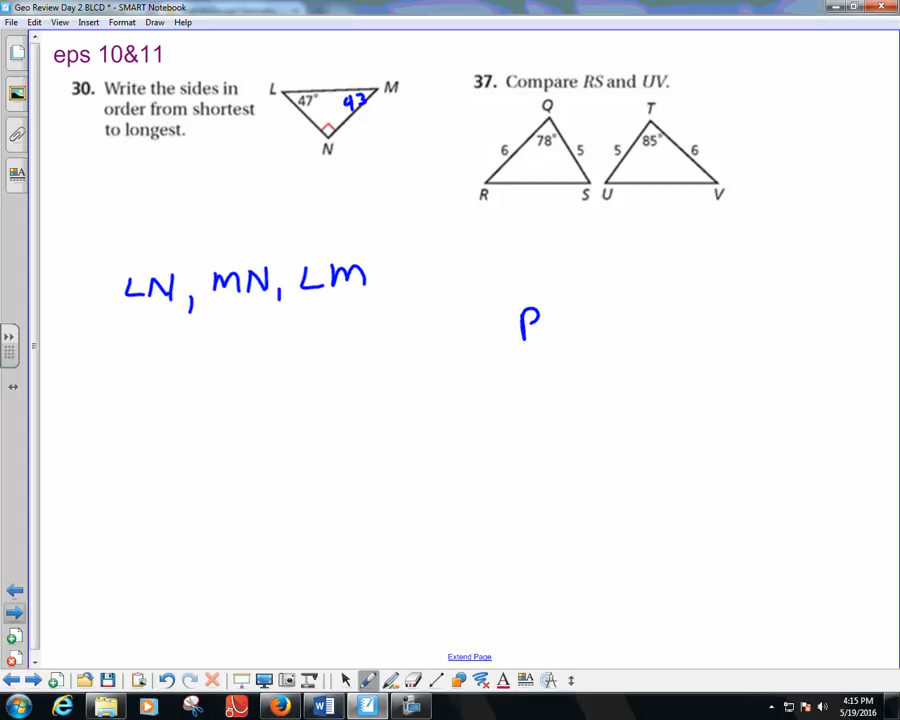 Geo Review Day 2 BLCD * - SMART Notebook
File Edit View Insert Format Draw Help
eps 10&11
30. Write the sides in
order from shortest
to longest.
L M
47° 43
N
37. Compare RS and UV.
Q T
78° 85°
6 5 5 6
R S U V
LN, MN, LM
P
Extend Page
4:15 PM
5/19/2016